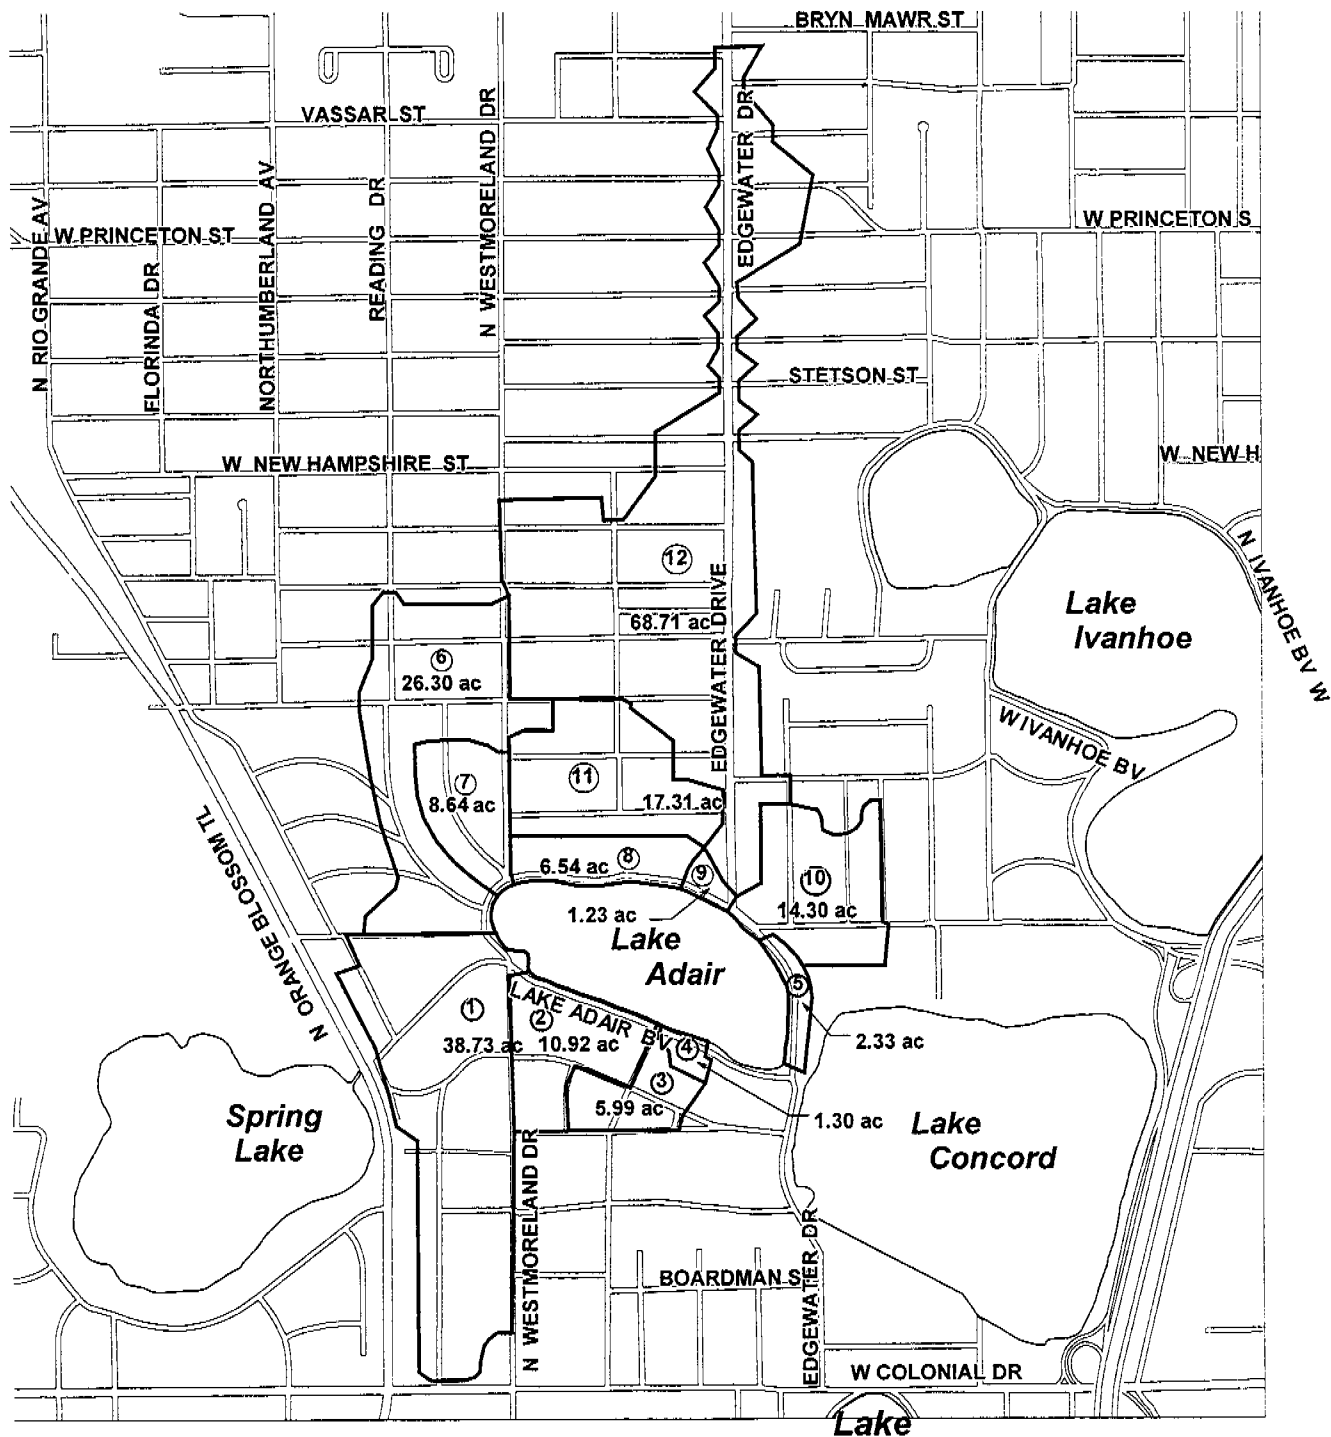 BRYN MAWR ST
VASSAR ST
N WESTMORELAND DR
EDGEWATER DR
N RIO GRANDE AV
W PRINCETON ST
FLORINDA DR
NORTHUMBERLAND AV
READING DR
W PRINCETON S
STETSON ST
W NEW HAMPSHIRE ST
W NEW H
12
68.71 ac
EDGEWATER DRIVE
Lake
Ivanhoe
N IVANHOE BV W
W IVANHOE BV
6
26.30 ac
7
8.64 ac
11
17.31 ac
N ORANGE BLOSSOM TL
8
6.54 ac
9
1.23 ac
10
14.30 ac
Lake
Adair
5
2.33 ac
LAKE ADAIR BV
1
38.73 ac
2
10.92 ac
4
1.30 ac
3
5.99 ac
Spring
Lake
Lake
Concord
N WESTMORELAND DR
EDGEWATER DR
BOARDMAN S
W COLONIAL DR
Lake